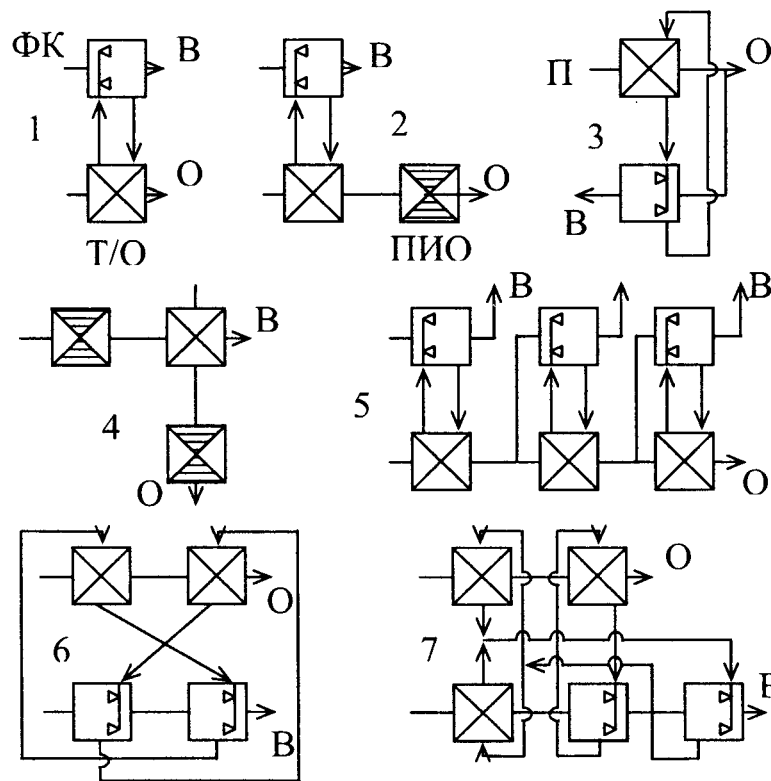 ФК В В О
П
1 2 3
О О В
Т/О ПИО
В В В
4 5
О О
О О
6 7
В В